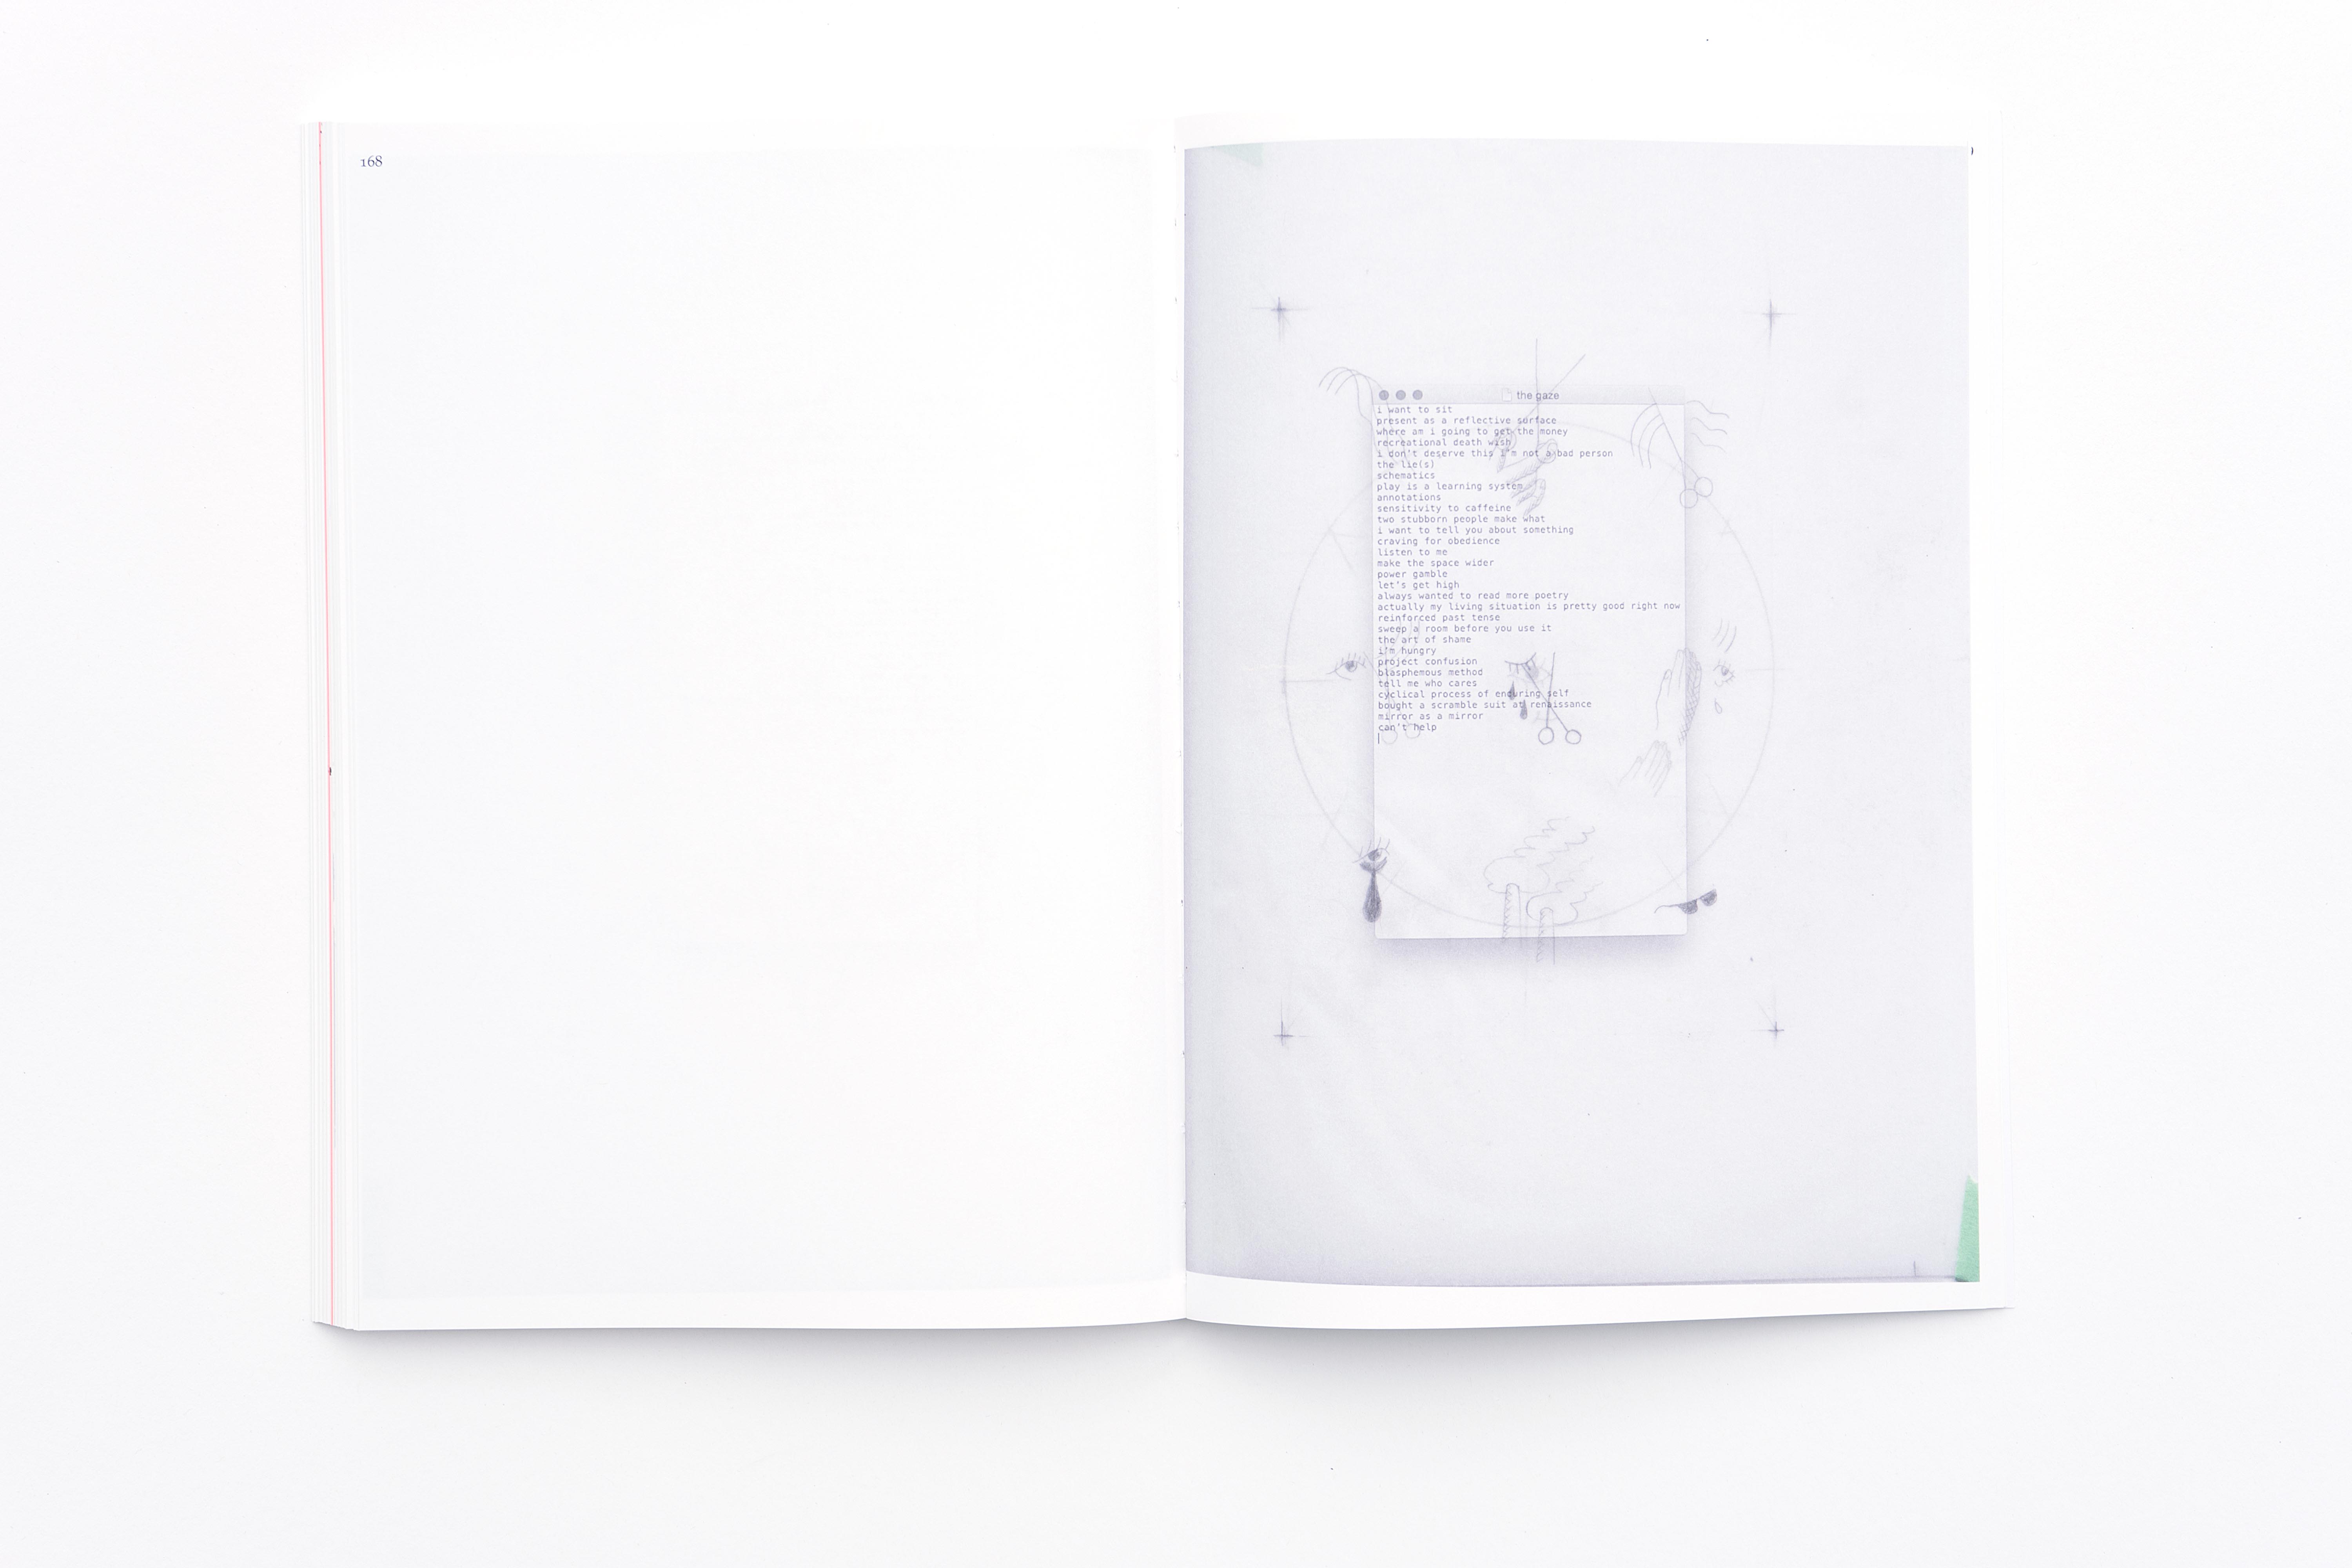 168
the gaze
i want to sit
present as a reflective surface
where am i going to get the money
recreational death wish
i don't deserve this i'm not a bad person
the lie(s)
schematics
play is a learning system
annotations
sensitivity to caffeine
two stubborn people make what
i want to tell you about something
craving for obedience
listen to me
make the space wider
power gamble
let's get high
always wanted to read more poetry
actually my living situation is pretty good right now
reinforced past tense
sweep a room before you use it
the art of shame
i'm hungry
project confusion
blasphemous method
tell me who cares
cyclical process of enduring self
bought a scramble suit at renaissance
mirror as a mirror
can't help